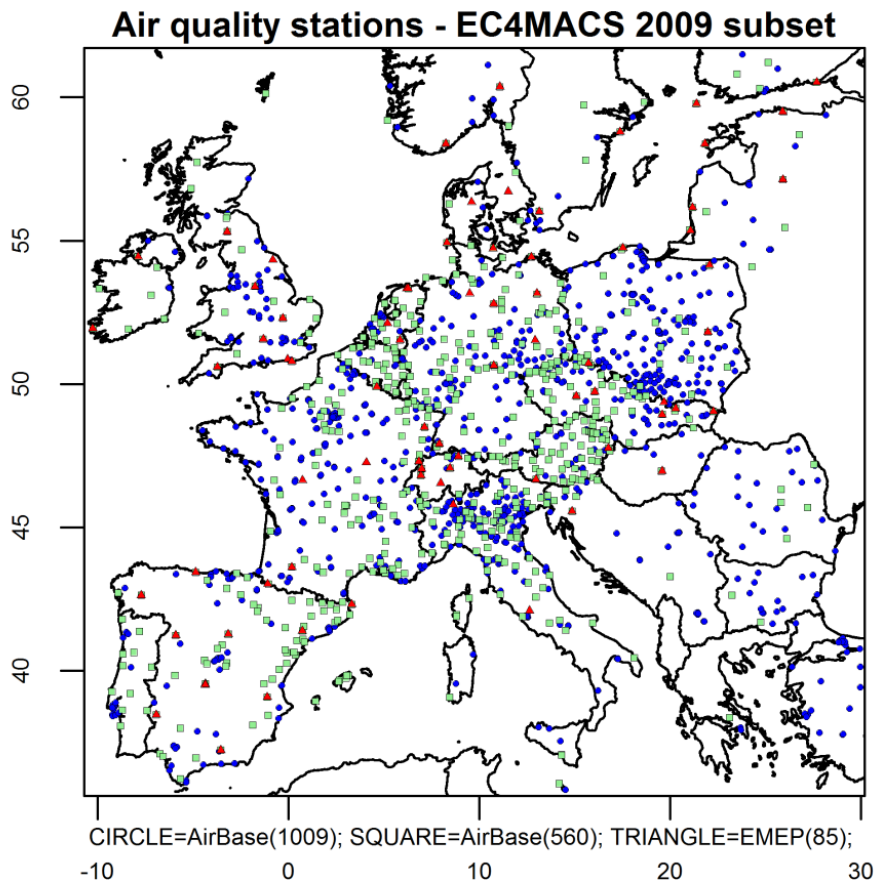 Air quality stations - EC4MACS 2009 subset
60
55
50
45
40
CIRCLE=AirBase(1009); SQUARE=AirBase(560); TRIANGLE=EMEP(85);
-10 0 10 20 30